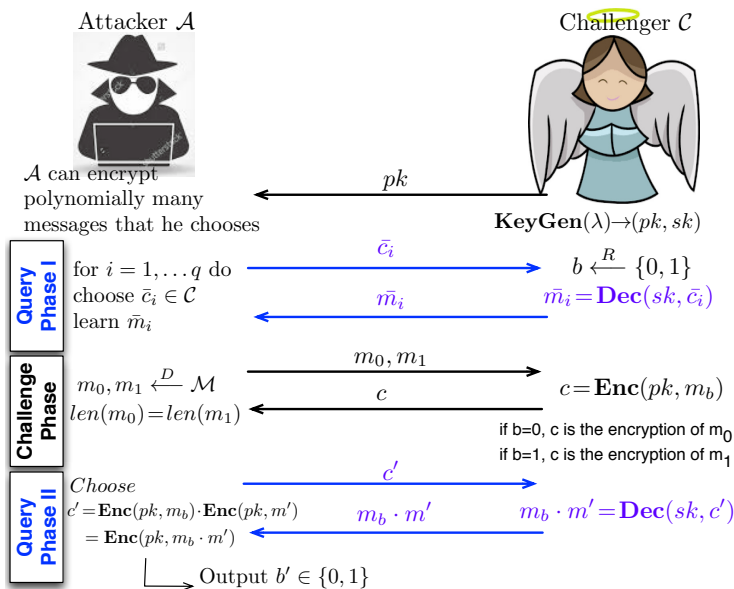 Attacker 𝒜
Challenger 𝒞
shutterstock
𝒜 can encrypt
polynomially many
messages that he chooses
pk
KeyGen(λ)→(pk, sk)
Query Phase I
for i = 1, … q do
choose c̄ᵢ ∈ 𝒞
learn m̄ᵢ
c̄ᵢ
m̄ᵢ
b ←R {0, 1}
m̄ᵢ = Dec(sk, c̄ᵢ)
Challenge Phase
m₀, m₁ ←D ℳ
len(m₀) = len(m₁)
m₀, m₁
c
c = Enc(pk, m_b)
if b=0, c is the encryption of m₀
if b=1, c is the encryption of m₁
Query Phase II
Choose
c′ = Enc(pk, m_b) · Enc(pk, m′)
= Enc(pk, m_b · m′)
c′
m_b · m′
m_b · m′ = Dec(sk, c′)
Output b′ ∈ {0, 1}